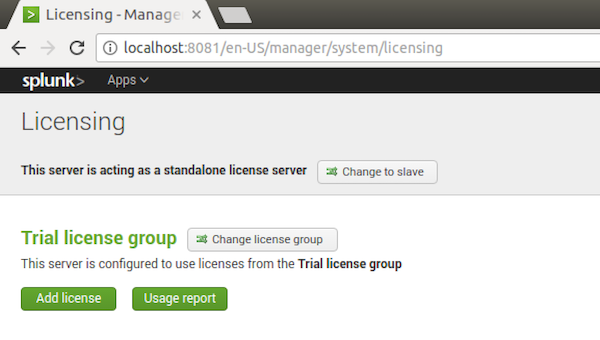 Licensing - Manage
localhost:8081/en-US/manager/system/licensing
splunk> Apps
Licensing
This server is acting as a standalone license server Change to slave
Trial license group Change license group
This server is configured to use licenses from the Trial license group
Add license Usage report